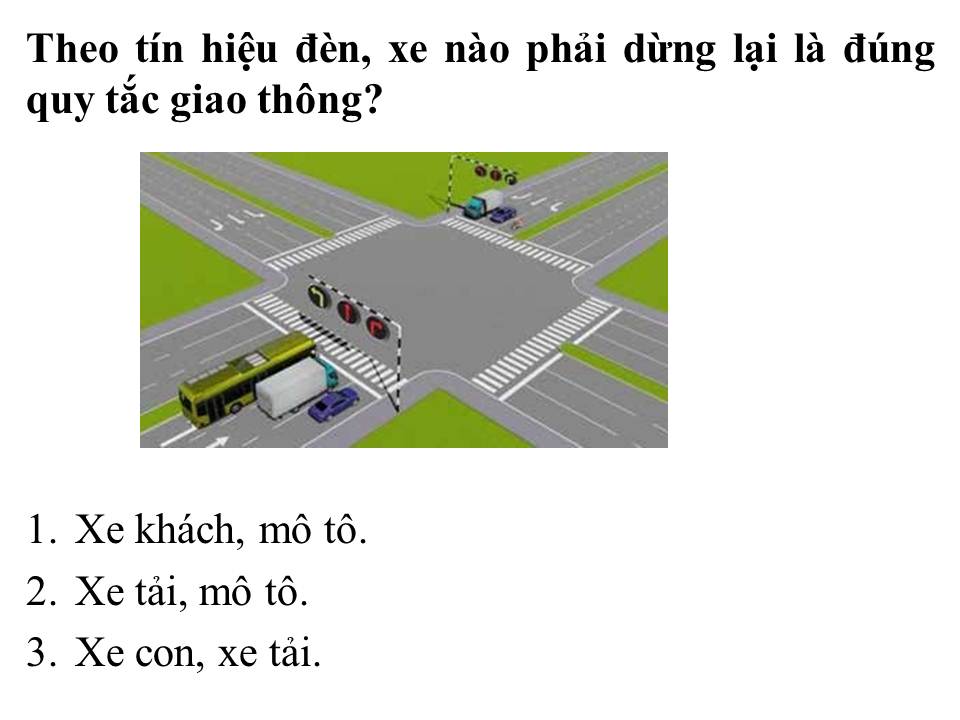 Theo tín hiệu đèn, xe nào phải dừng lại là đúng
quy tắc giao thông?
1. Xe khách, mô tô.
2. Xe tải, mô tô.
3. Xe con, xe tải.